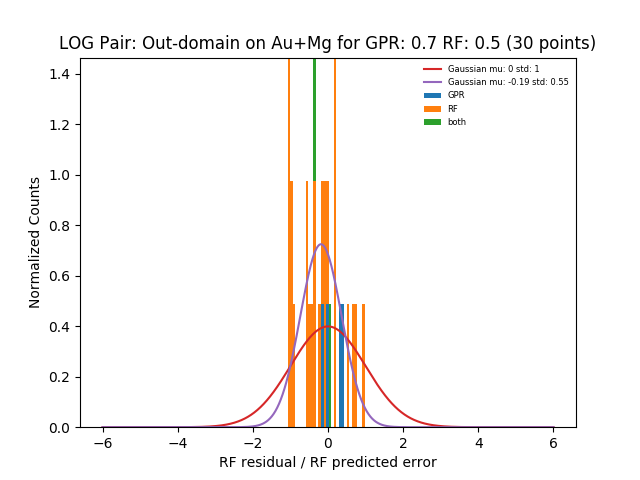 LOG Pair: Out-domain on Au+Mg for GPR: 0.7 RF: 0.5 (30 points)
Gaussian mu: 0 std: 1
Gaussian mu: -0.19 std: 0.55
GPR
RF
both
Normalized Counts
1.4
1.2
1.0
0.8
0.6
0.4
0.2
0.0
−6
−4
−2
0
2
4
6
RF residual / RF predicted error